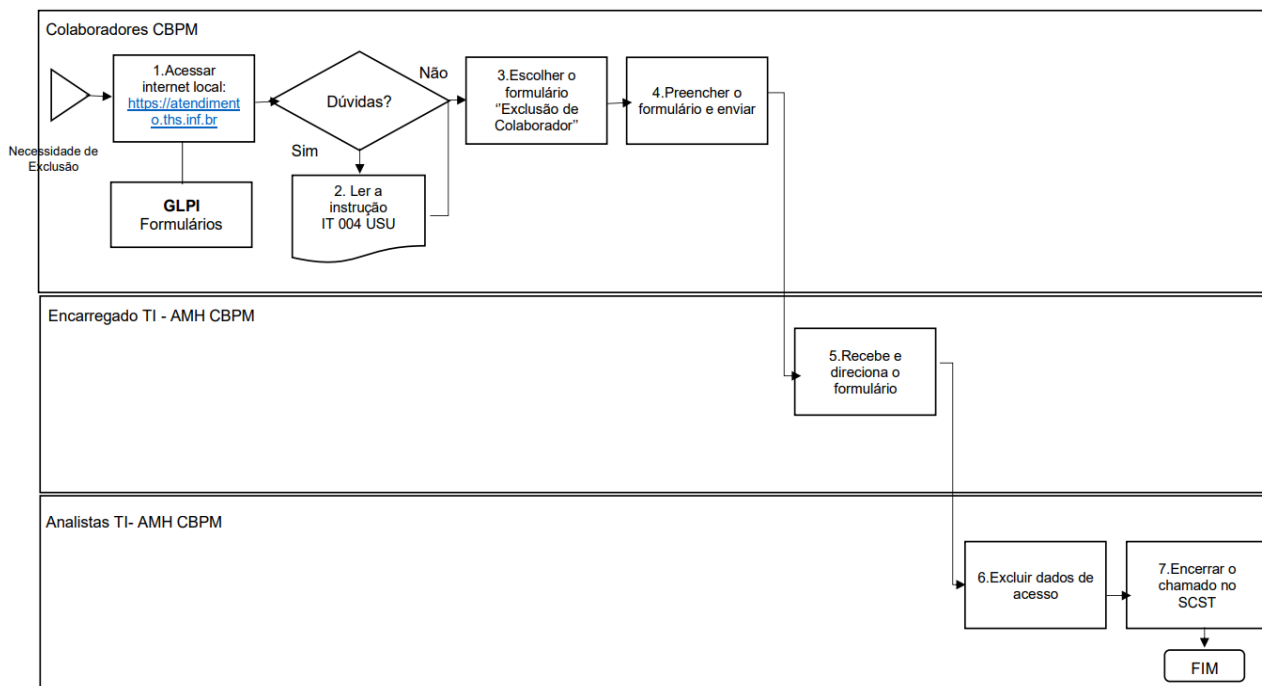 Colaboradores CBPM
Necessidade de
Exclusão
1.Acessar
internet local:
https://atendiment
o.ths.inf.br
GLPI
Formulários
Dúvidas?
Não
Sim
2. Ler a
instrução
IT 004 USU
3.Escolher o
formulário
“Exclusão de
Colaborador”
4.Preencher o
formulário e enviar
Encarregado TI - AMH CBPM
5.Recebe e
direciona o
formulário
Analistas TI- AMH CBPM
6.Excluir dados de
acesso
7.Encerrar o
chamado no
SCST
FIM